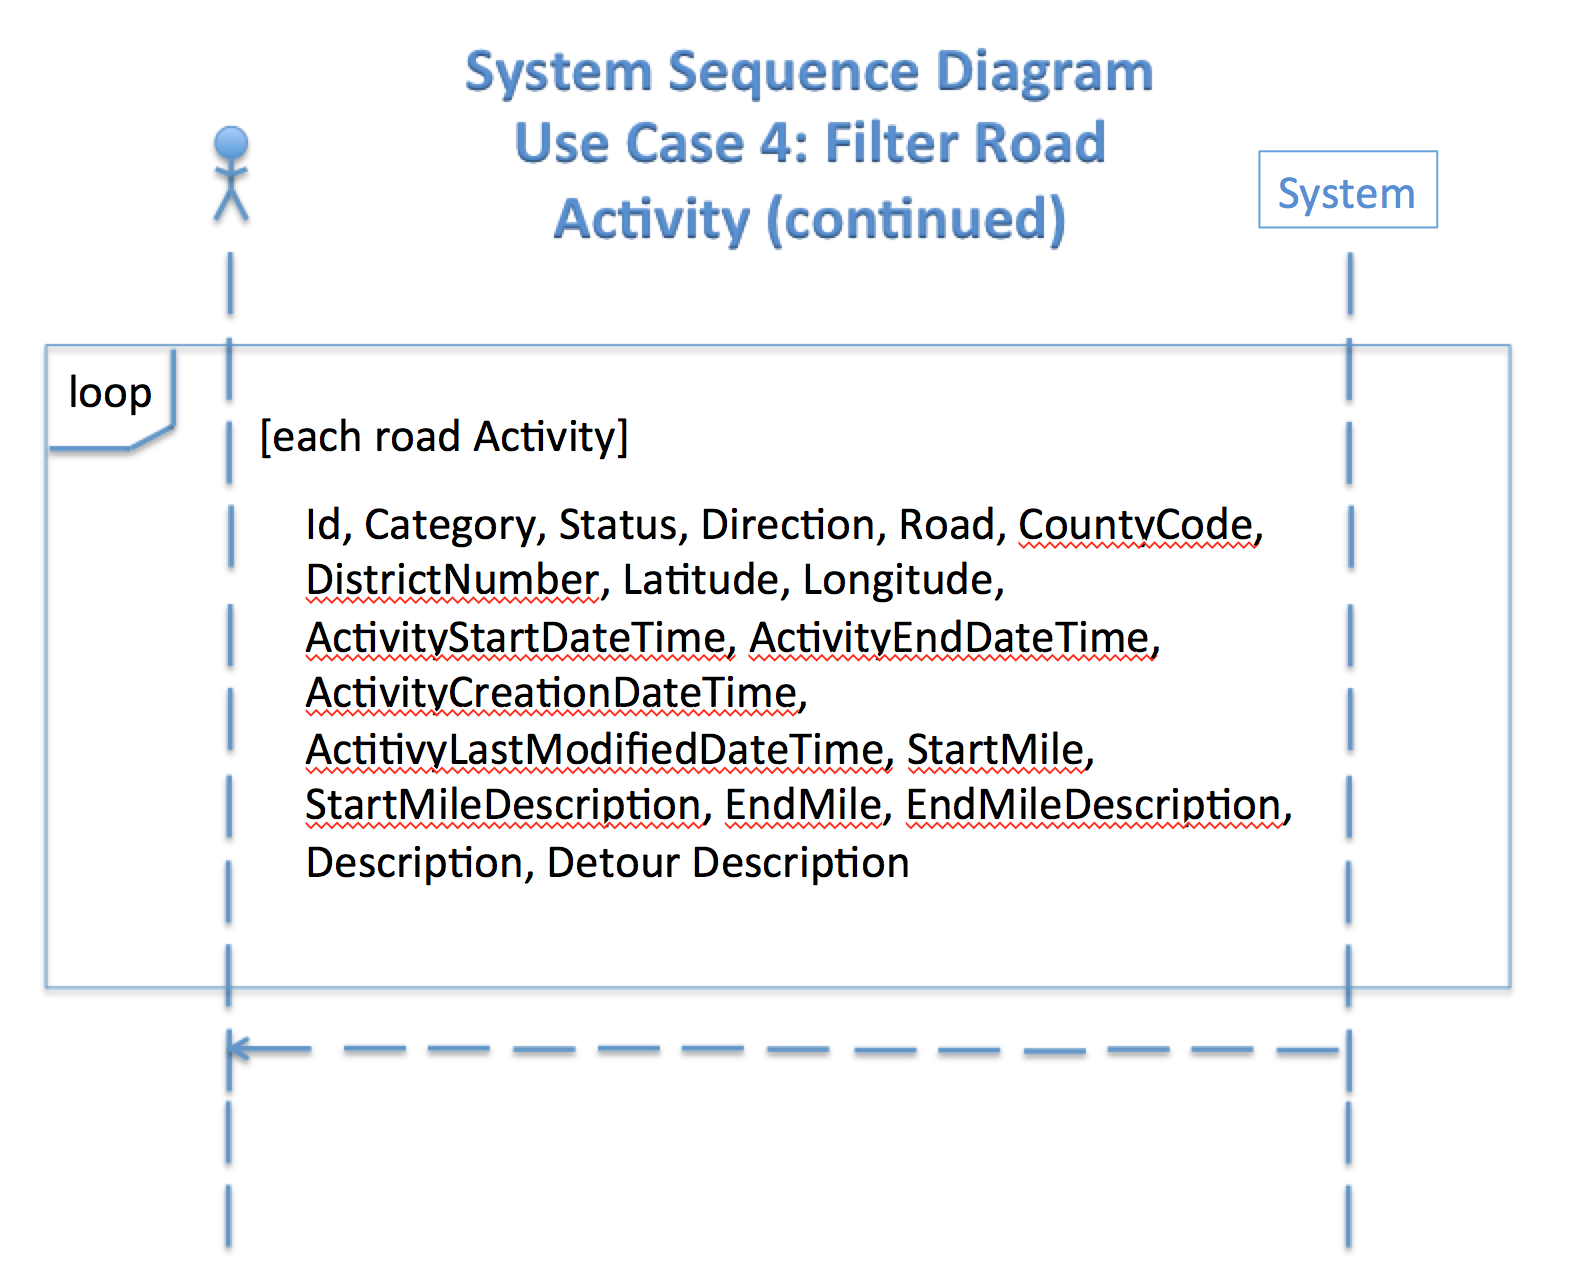 System Sequence Diagram
Use Case 4: Filter Road
Activity (continued)
System
loop
[each road Activity]
Id, Category, Status, Direction, Road, CountyCode,
DistrictNumber, Latitude, Longitude,
ActivityStartDateTime, ActivityEndDateTime,
ActivityCreationDateTime,
ActitivyLastModifiedDateTime, StartMile,
StartMileDescription, EndMile, EndMileDescription,
Description, Detour Description